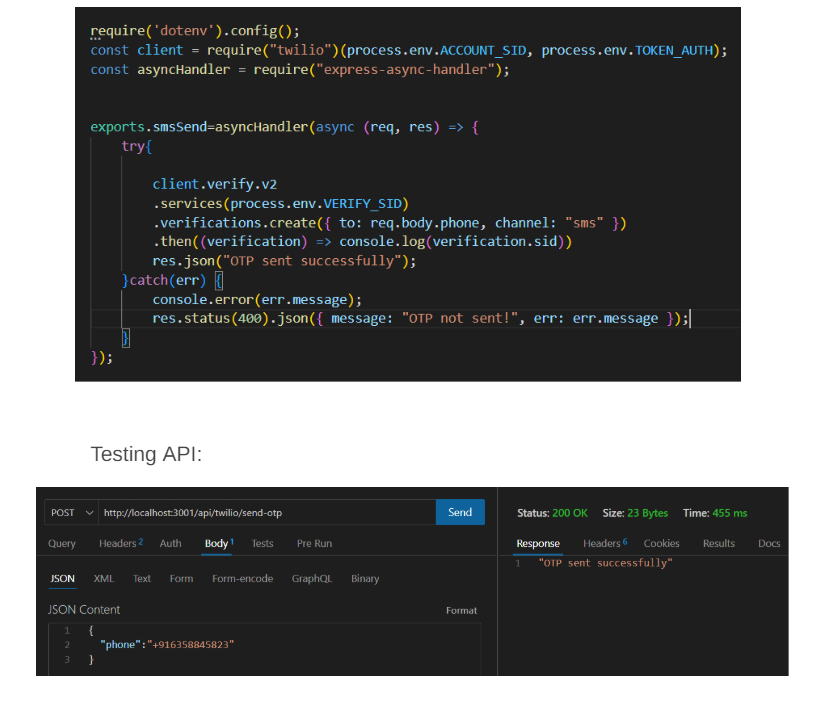 require('dotenv').config();
const client = require("twilio")(process.env.ACCOUNT_SID, process.env.TOKEN_AUTH);
const asyncHandler = require("express-async-handler");
exports.smsSend=asyncHandler(async (req, res) => {
try{
client.verify.v2
.services(process.env.VERIFY_SID)
.verifications.create({ to: req.body.phone, channel: "sms" })
.then((verification) => console.log(verification.sid))
res.json("OTP sent successfully");
}catch(err) {
console.error(err.message);
res.status(400).json({ message: "OTP not sent!", err: err.message });
}
});
Testing API:
POST http://localhost:3001/api/twilio/send-otp Send
Query Headers 2 Auth Body 1 Tests Pre Run
JSON XML Text Form Form-encode GraphQL Binary
JSON Content Format
1 {
2 "phone":"+916358845823"
3 }
Status: 200 OK Size: 23 Bytes Time: 455 ms
Response Headers 6 Cookies Results Docs
1 "OTP sent successfully"